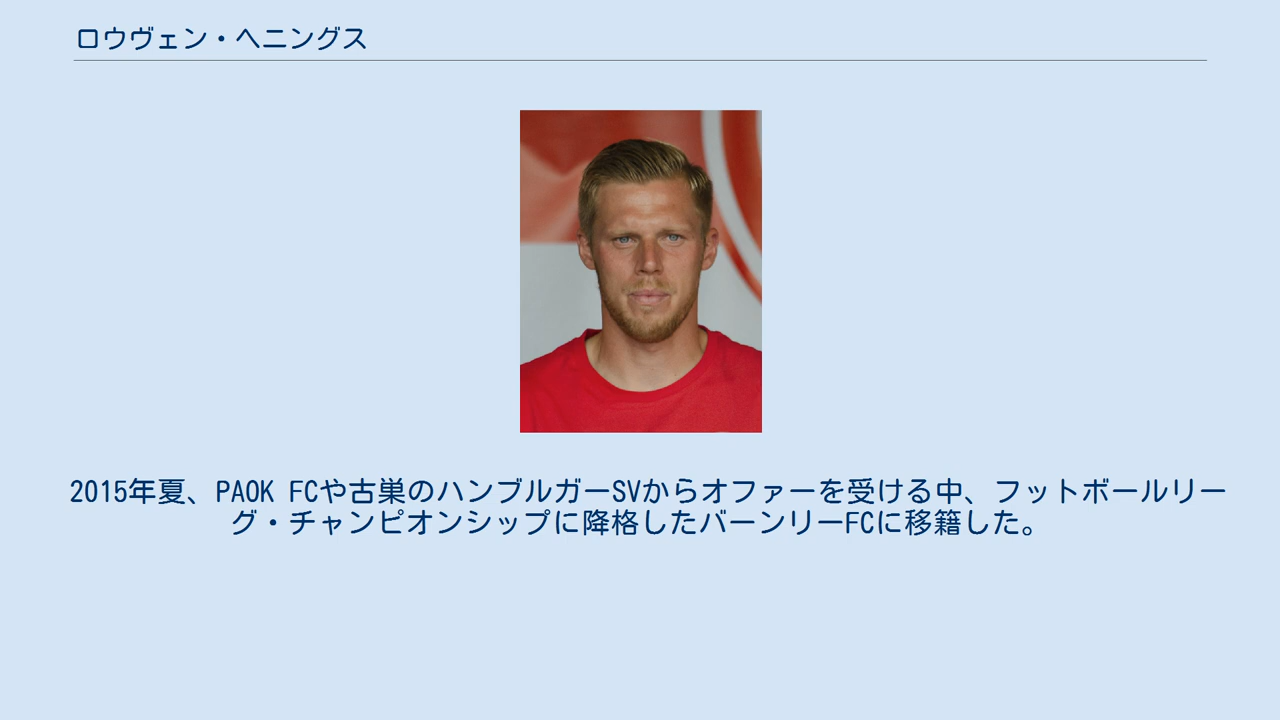 ロウヴェン・ヘニングス
2015年夏、PAOK FCや古巣のハンブルガーSVからオファーを受ける中、フットボールリー
グ・チャンピオンシップに降格したバーンリーFCに移籍した。